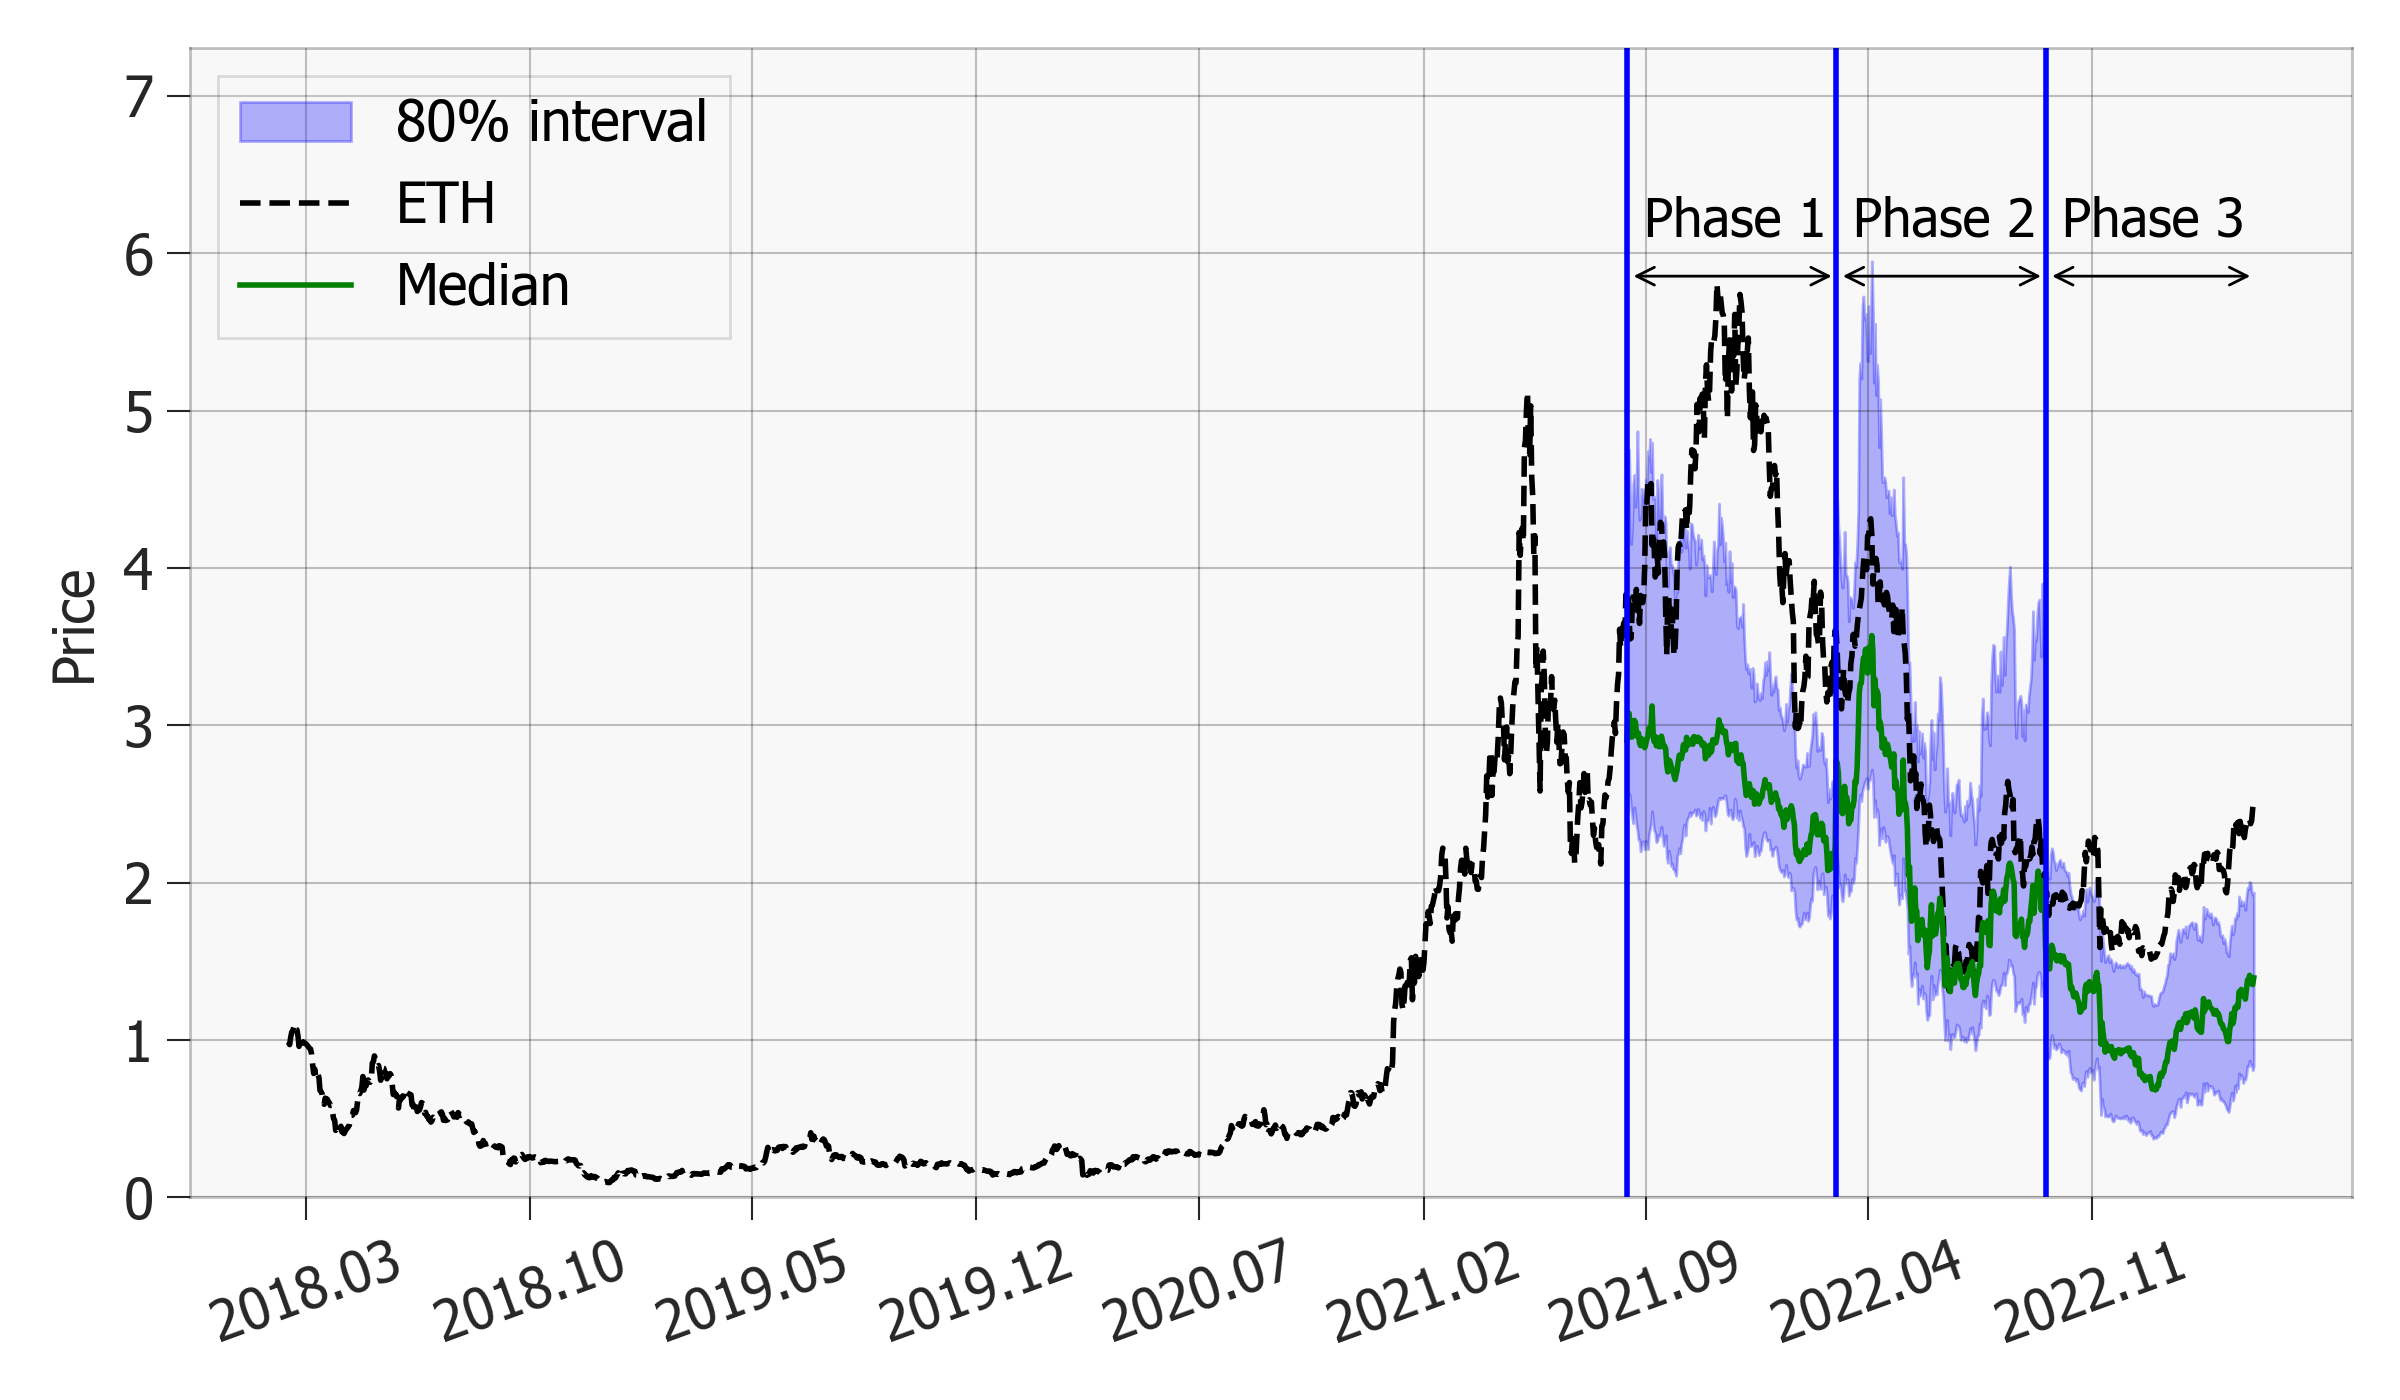 80% interval
ETH
Median
Phase 1
Phase 2
Phase 3
Price
7
6
5
4
3
2
1
0
2018.03
2018.10
2019.05
2019.12
2020.07
2021.02
2021.09
2022.04
2022.11